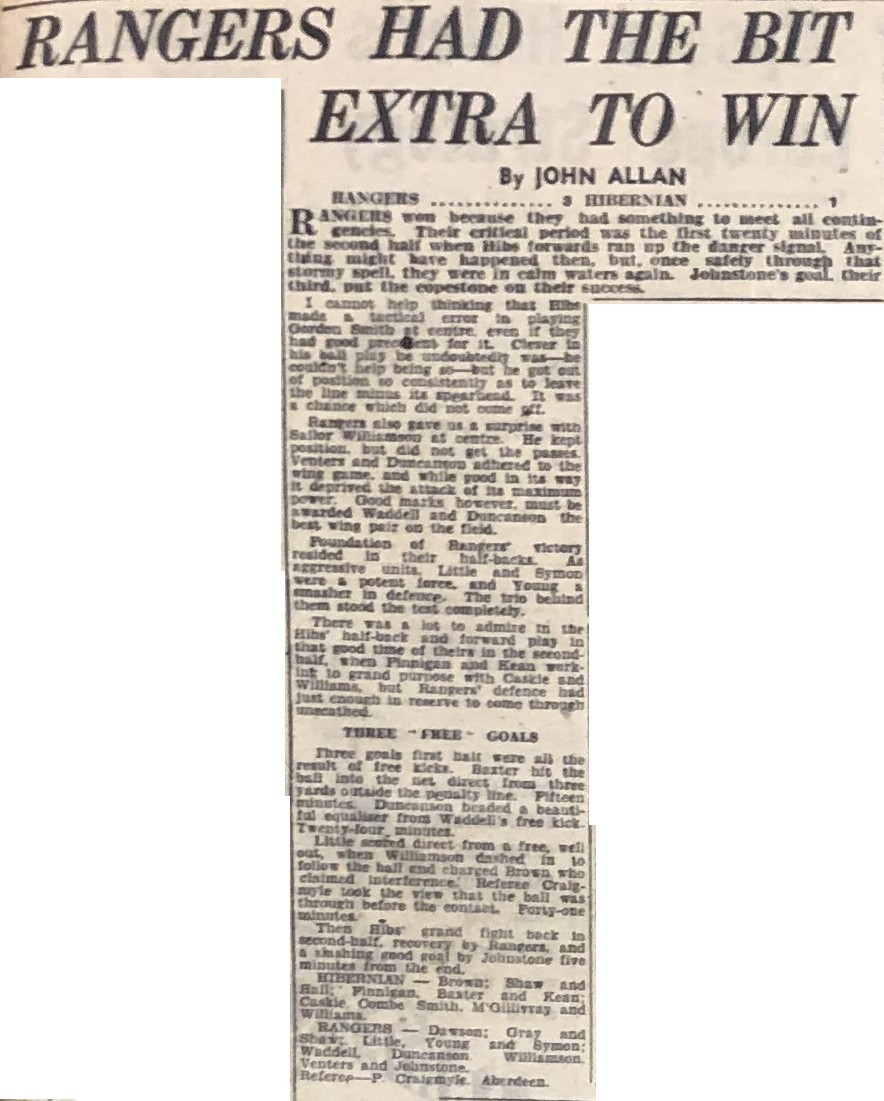 RANGERS HAD THE BIT
EXTRA TO WIN
By JOHN ALLAN
RANGERS .............. 3 HIBERNIAN .............. 1
RANGERS won because they had something to meet all contin-
gencies. Their critical period was the first twenty minutes of
the second half when Hibs forwards ran up the danger signal. Any-
thing might have happened then, but, once safely through that
stormy spell, they were in calm waters again. Johnstone's goal, their
third, put the copestone on their success.
I cannot help thinking that Hibs
made a tactical error in playing
Gordon Smith at centre, even if they
had good precedent for it. Clever in
his ball play he undoubtedly was—he
couldn't help being so—but he got out
of position so consistently as to leave
the line minus its spearhead. It was
a chance which did not come off.
Rangers also gave us a surprise with
Sailor Williamson at centre. He kept
position, but did not get the passes.
Venters and Duncanson adhered to the
wing game, and while good in its way
it deprived the attack of its maximum
power. Good marks, however, must be
awarded Waddell and Duncanson the
best wing pair on the field.
Foundation of Rangers' victory
resided in their half-backs. As
aggressive units, Little and Symon
were a potent force, and Young a
smasher in defence. The trio behind
them stood the test completely.
There was a lot to admire in the
Hibs' half-back and forward play in
that good time of theirs in the second-
half, when Finnigan and Kean work-
ing to grand purpose with Caskie and
Williams, but Rangers' defence had
just enough in reserve to come through
unscathed.
THREE "FREE" GOALS
Three goals first half were all the
result of free kicks. Baxter hit the
ball into the net direct from three
yards outside the penalty line. Fifteen
minutes. Duncanson headed a beauti-
ful equaliser from Waddell's free kick.
Twenty-four minutes.
Little scored direct from a free, well
out, when Williamson dashed in to
follow the ball and charged Brown who
claimed interference. Referee Craig-
myle took the view that the ball was
through before the contact. Forty-one
minutes.
Then Hibs' grand fight back in
second-half, recovery by Rangers, and
a slashing good goal by Johnstone five
minutes from the end.
HIBERNIAN — Brown; Shaw and
Hall; Finnigan, Baxter and Kean;
Caskie, Combe Smith, M'Gillivray and
Williams.
RANGERS — Dawson; Gray and
Shaw; Little, Young and Symon;
Waddell, Duncanson Williamson,
Venters and Johnstone.
Referee—P. Craigmyle, Aberdeen.